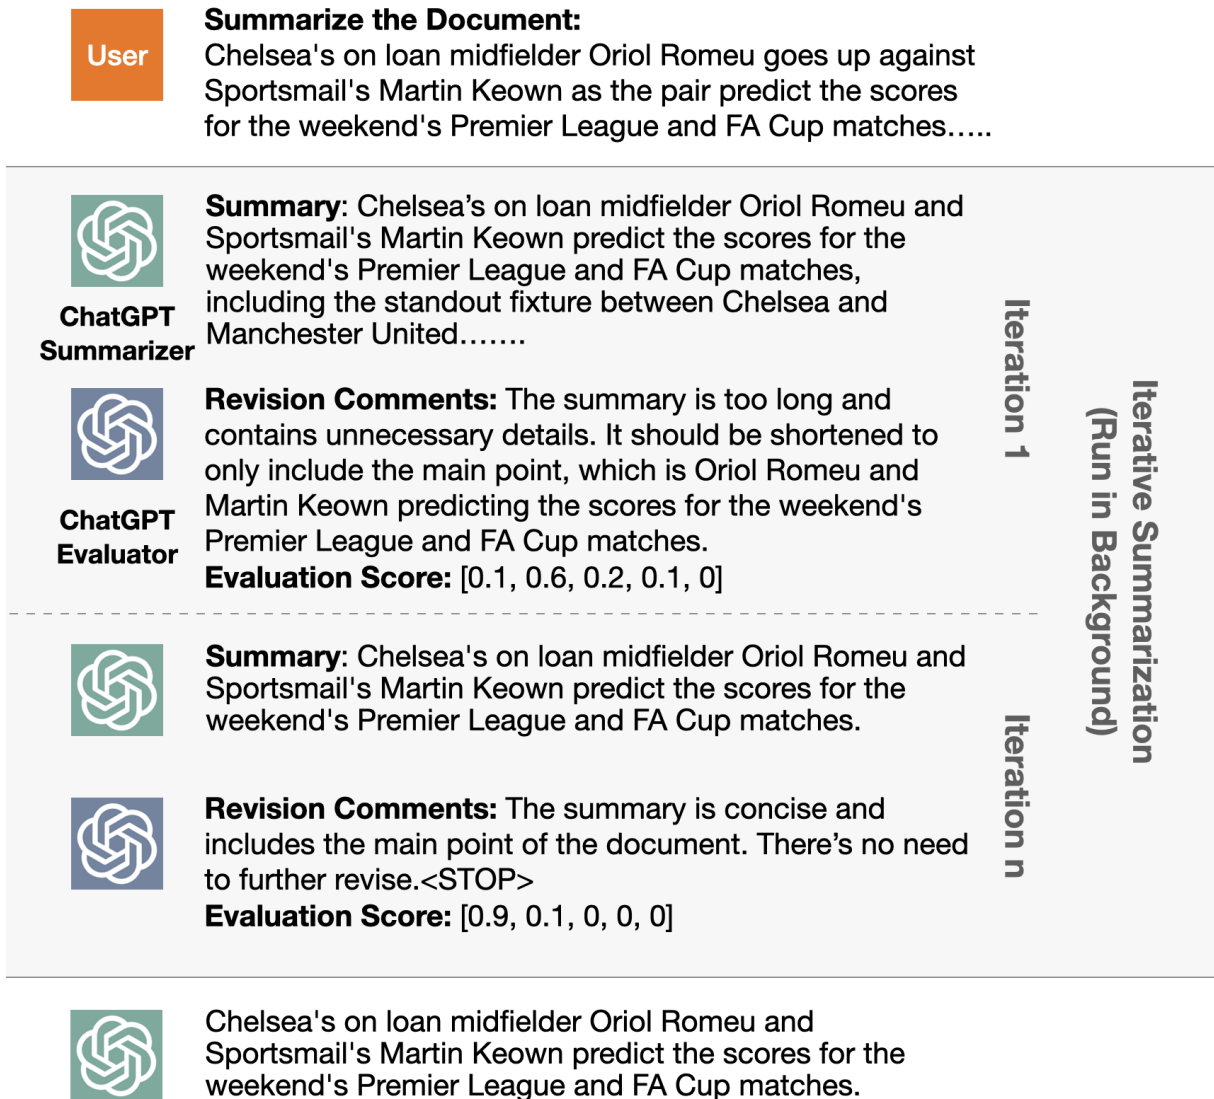 User
Summarize the Document:
Chelsea's on loan midfielder Oriol Romeu goes up against
Sportsmail's Martin Keown as the pair predict the scores
for the weekend's Premier League and FA Cup matches.....
ChatGPT
Summarizer
Summary: Chelsea’s on loan midfielder Oriol Romeu and
Sportsmail's Martin Keown predict the scores for the
weekend's Premier League and FA Cup matches,
including the standout fixture between Chelsea and
Manchester United.......
ChatGPT
Evaluator
Revision Comments: The summary is too long and
contains unnecessary details. It should be shortened to
only include the main point, which is Oriol Romeu and
Martin Keown predicting the scores for the weekend's
Premier League and FA Cup matches.
Evaluation Score: [0.1, 0.6, 0.2, 0.1, 0]
Iteration 1
Summary: Chelsea's on loan midfielder Oriol Romeu and
Sportsmail's Martin Keown predict the scores for the
weekend's Premier League and FA Cup matches.
Revision Comments: The summary is concise and
includes the main point of the document. There’s no need
to further revise.<STOP>
Evaluation Score: [0.9, 0.1, 0, 0, 0]
Iteration n
Iterative Summarization
(Run in Background)
Chelsea's on loan midfielder Oriol Romeu and
Sportsmail's Martin Keown predict the scores for the
weekend's Premier League and FA Cup matches.